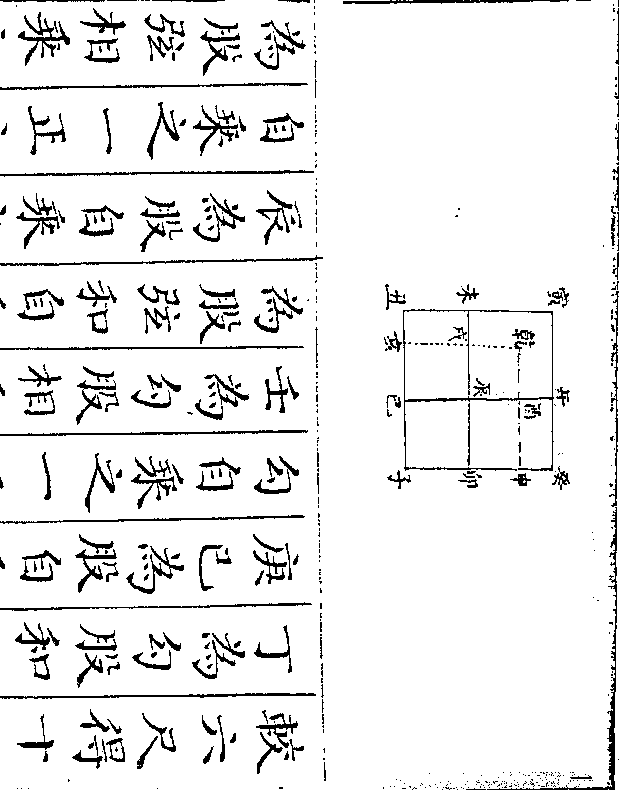 較六尺得十
丁為勾股和
庚己為股自
勾自乘之一
壬為勾股相
為股弦和自
辰為股自乘
自乘之一正
為股弦相乘
癸
午
寅
申
酉
乾
卯
辰
戌
未
子
巳
亥
丑